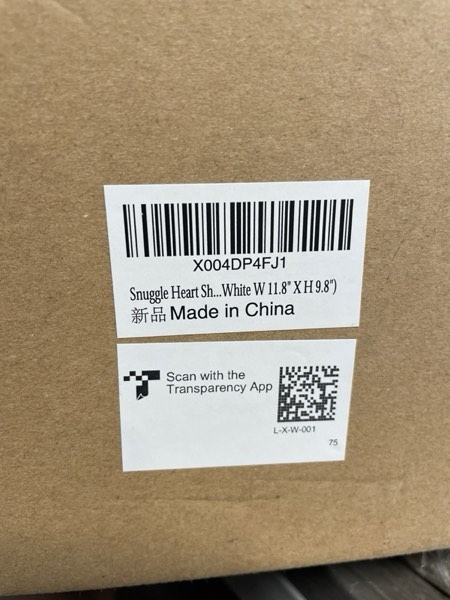 X004DP4FJ1
Snuggle Heart Sh...White W 11.8" X H 9.8")
新品 Made in China
Scan with the
Transparency App
L-X-W-001
75